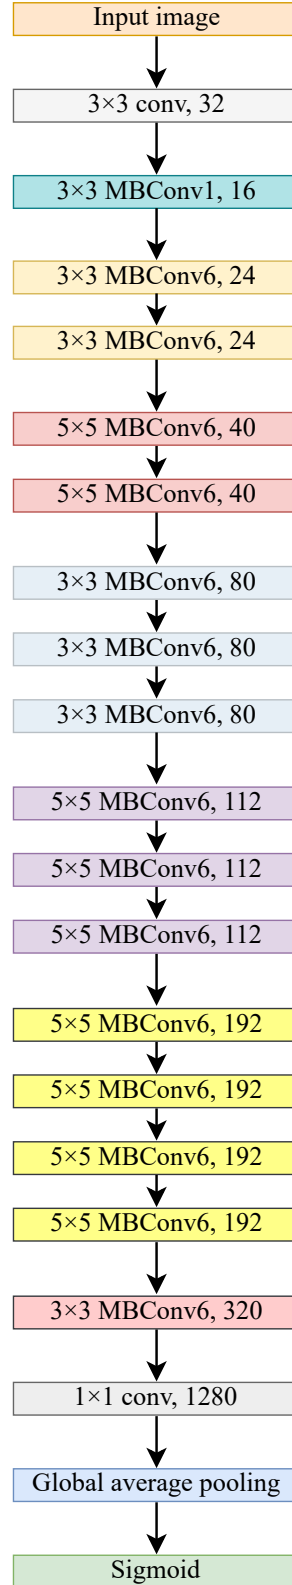 Input image
3×3 conv, 32
3×3 MBConv1, 16
3×3 MBConv6, 24
3×3 MBConv6, 24
5×5 MBConv6, 40
5×5 MBConv6, 40
3×3 MBConv6, 80
3×3 MBConv6, 80
3×3 MBConv6, 80
5×5 MBConv6, 112
5×5 MBConv6, 112
5×5 MBConv6, 112
5×5 MBConv6, 192
5×5 MBConv6, 192
5×5 MBConv6, 192
5×5 MBConv6, 192
3×3 MBConv6, 320
1×1 conv, 1280
Global average pooling
Sigmoid